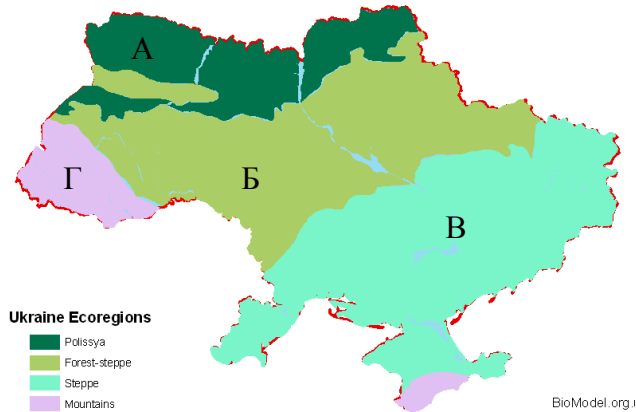 А
Г
Б
В
Ukraine Ecoregions
Polissya
Forest-steppe
Steppe
Mountains
BioModel.org.